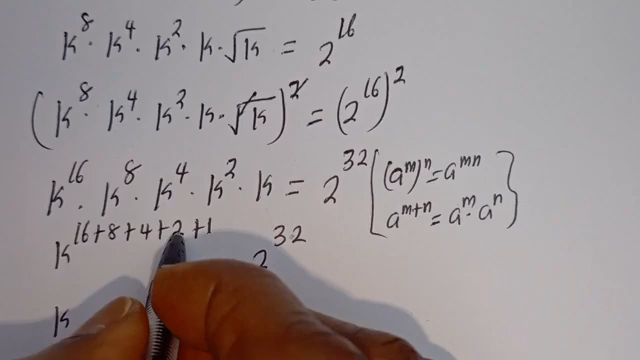 k⁸ · k⁴ · k² · k · √k = 2¹⁶
(k⁸ · k⁴ · k² · k · √k)² = (2¹⁶)²
k¹⁶ · k⁸ · k⁴ · k² · k = 2³² [(aᵐ)ⁿ = aᵐⁿ
aᵐ⁺ⁿ = aᵐ · aⁿ}
k¹⁶⁺⁸⁺⁴⁺²⁺¹ 2³²
k